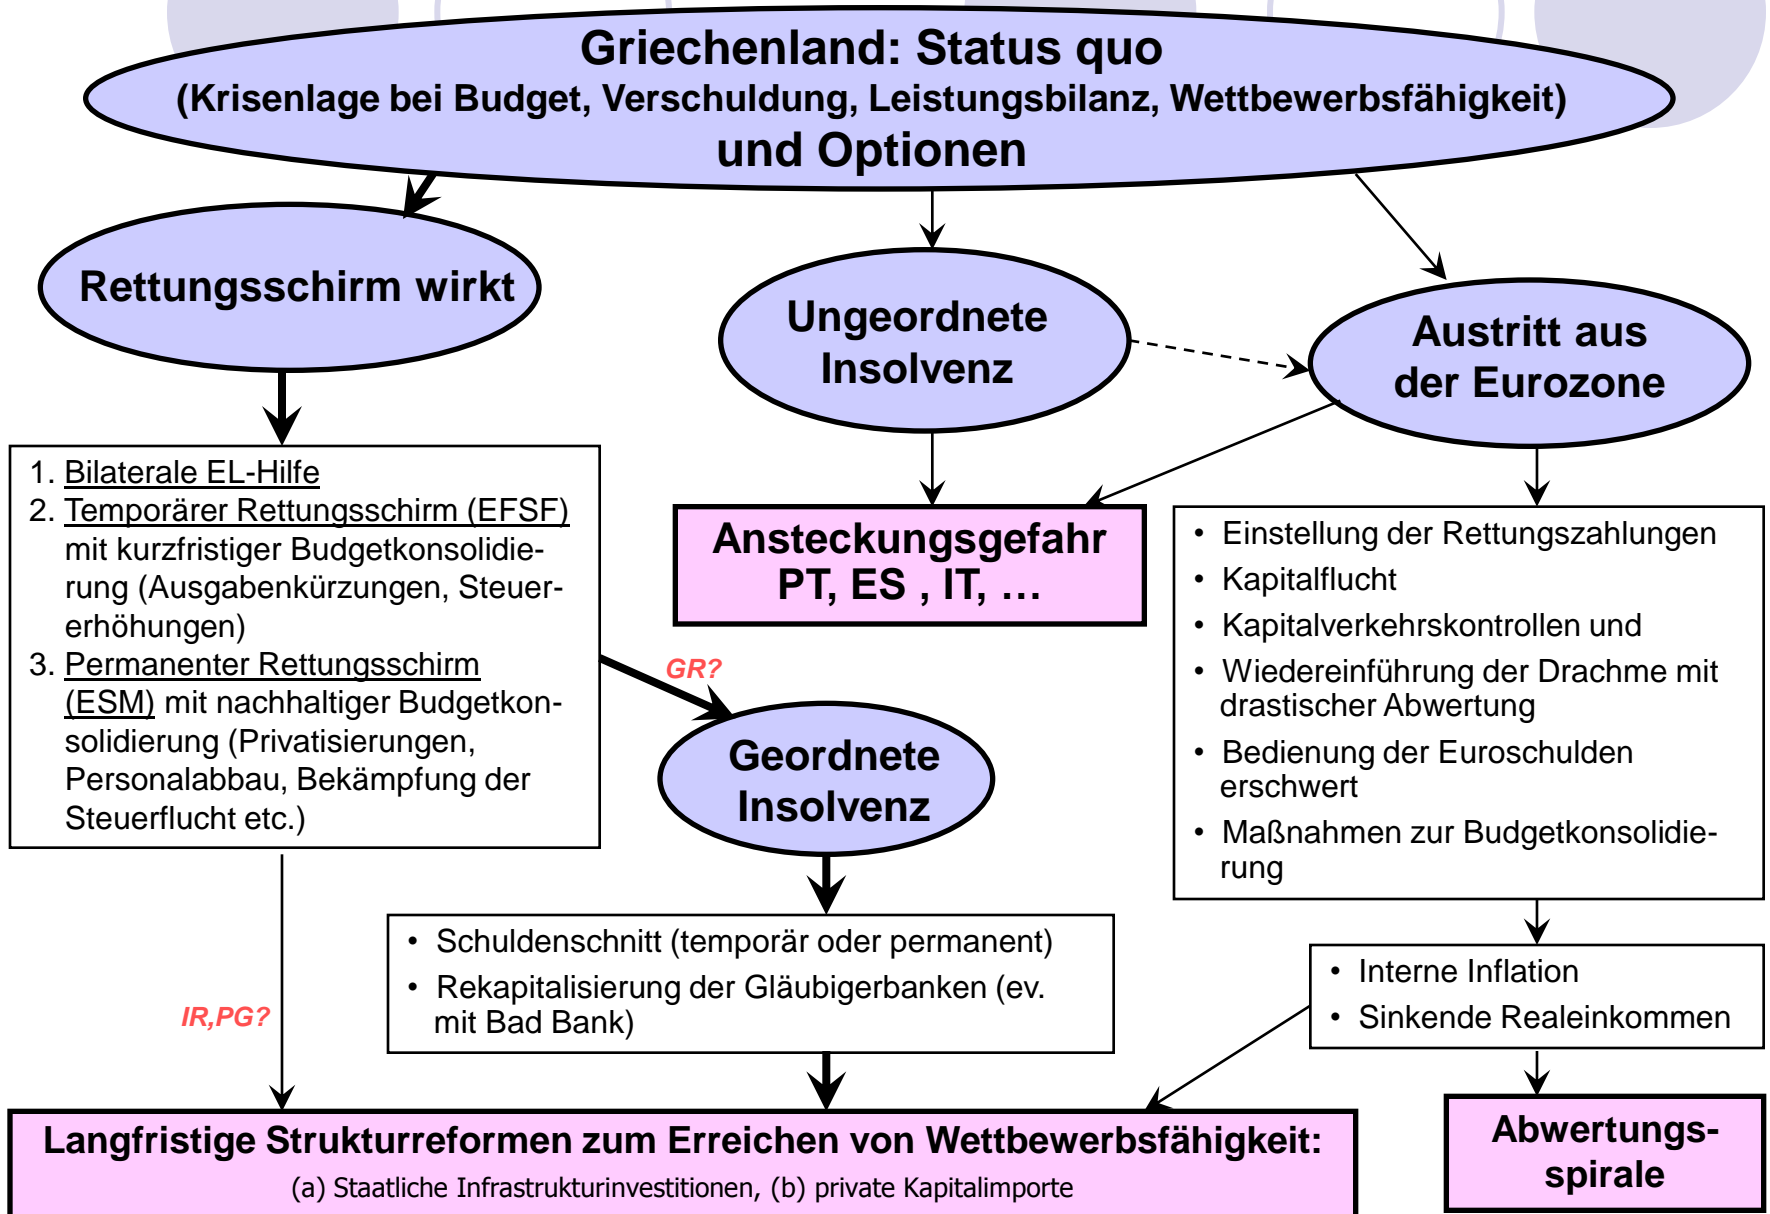 Griechenland: Status quo
(Krisenlage bei Budget, Verschuldung, Leistungsbilanz, Wettbewerbsfähigkeit)
und Optionen
Rettungsschirm wirkt
Ungeordnete
Insolvenz
Austritt aus
der Eurozone
1. Bilaterale EL-Hilfe
2. Temporärer Rettungsschirm (EFSF)
mit kurzfristiger Budgetkonsolidie-
rung (Ausgabenkürzungen, Steuer-
erhöhungen)
3. Permanenter Rettungsschirm
(ESM) mit nachhaltiger Budgetkon-
solidierung (Privatisierungen,
Personalabbau, Bekämpfung der
Steuerflucht etc.)
Ansteckungsgefahr
PT, ES , IT, …
• Einstellung der Rettungszahlungen
• Kapitalflucht
• Kapitalverkehrskontrollen und
• Wiedereinführung der Drachme mit
drastischer Abwertung
• Bedienung der Euroschulden
erschwert
• Maßnahmen zur Budgetkonsolidie-
rung
GR?
Geordnete
Insolvenz
• Schuldenschnitt (temporär oder permanent)
• Rekapitalisierung der Gläubigerbanken (ev.
mit Bad Bank)
• Interne Inflation
• Sinkende Realeinkommen
IR,PG?
Langfristige Strukturreformen zum Erreichen von Wettbewerbsfähigkeit:
(a) Staatliche Infrastrukturinvestitionen, (b) private Kapitalimporte
Abwertungs-
spirale